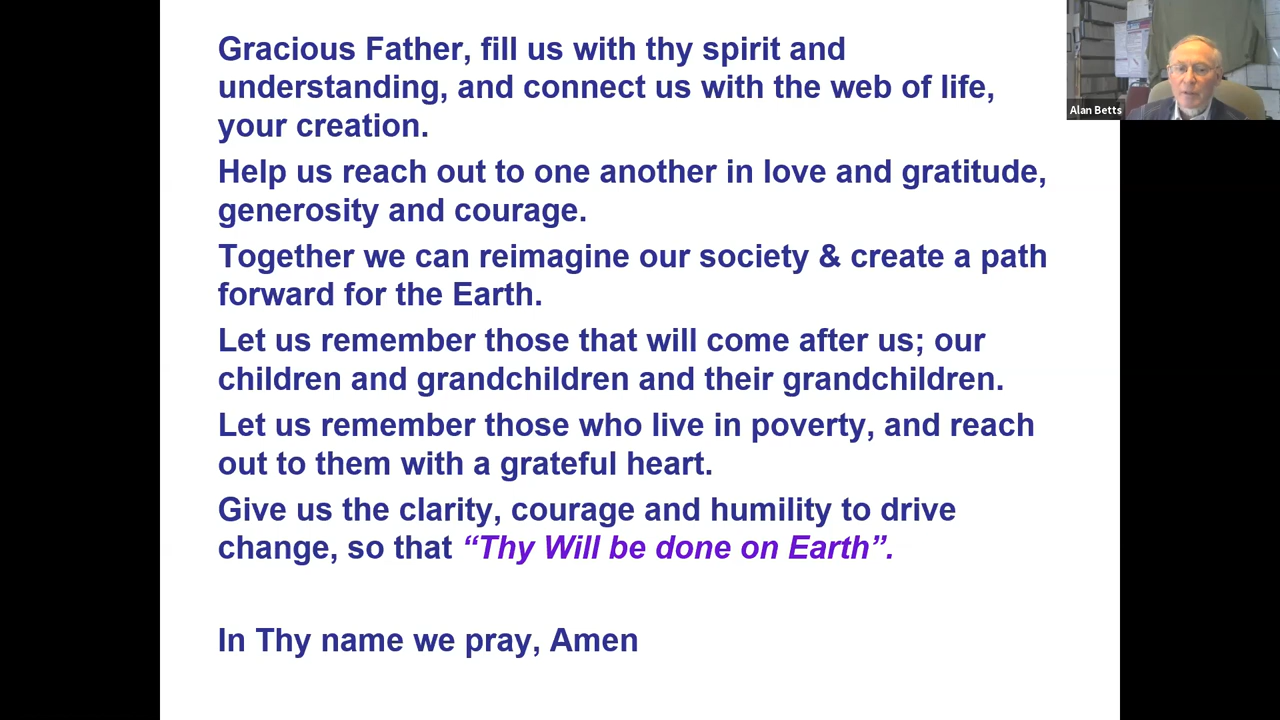 Gracious Father, fill us with thy spirit and
understanding, and connect us with the web of life,
your creation.
Help us reach out to one another in love and gratitude,
generosity and courage.
Together we can reimagine our society & create a path
forward for the Earth.
Let us remember those that will come after us; our
children and grandchildren and their grandchildren.
Let us remember those who live in poverty, and reach
out to them with a grateful heart.
Give us the clarity, courage and humility to drive
change, so that “Thy Will be done on Earth”.
In Thy name we pray, Amen
Alan Betts